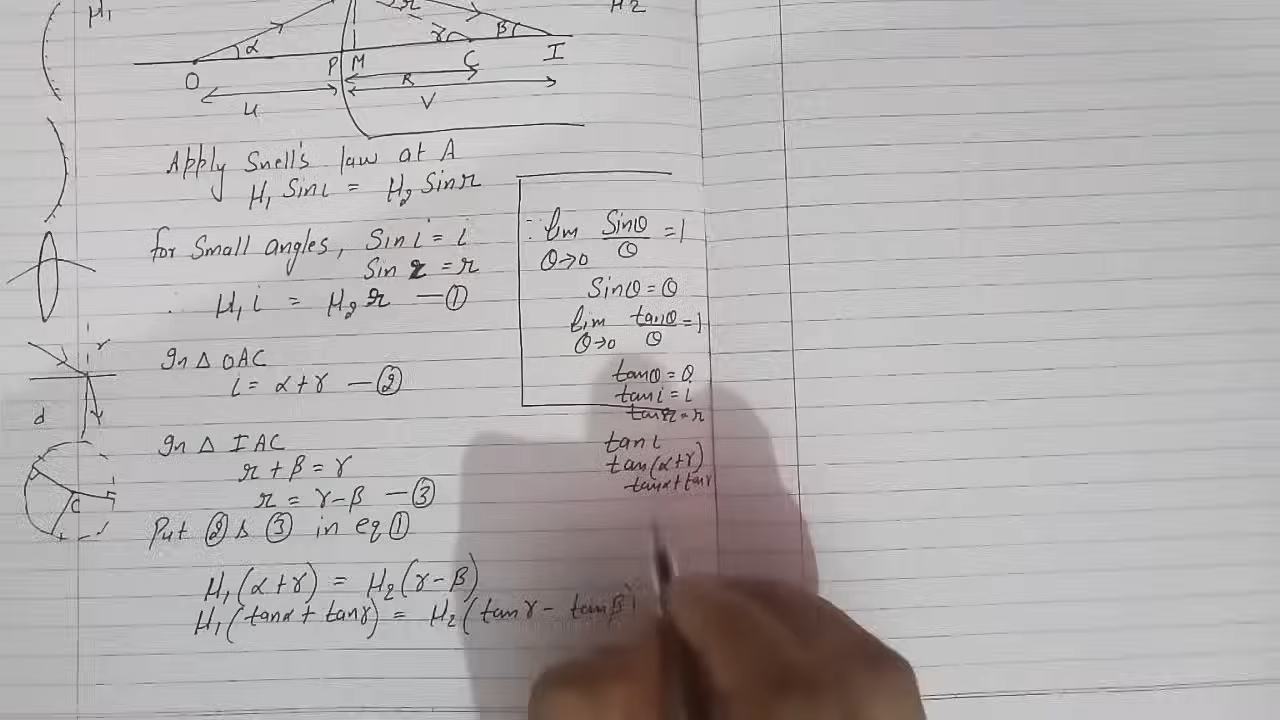 μ1
r
μ2
α
γ
β
O
P M
C
I
R
u
V
Apply Snell's law at A
μ1 Sini = μ2 Sinr
for Small angles, Sin i = i
Sin r = r
∴ μ1 i = μ2 r —①
In Δ OAC
i = α+γ —②
In Δ IAC
r + β = γ
r = γ-β —③
Put ② & ③ in eq ①
μ1(α+γ) = μ2(γ-β)
μ1(tanα + tanγ) = μ2(tanγ - tanβ)
∵ lim Sinθ/θ = 1
θ→0
Sinθ = θ
lim tanθ/θ = 1
θ→0
tanθ = θ
tan i = i
tan r = r
tan i
tan(α+γ)
tanα + tanγ
r
d
C